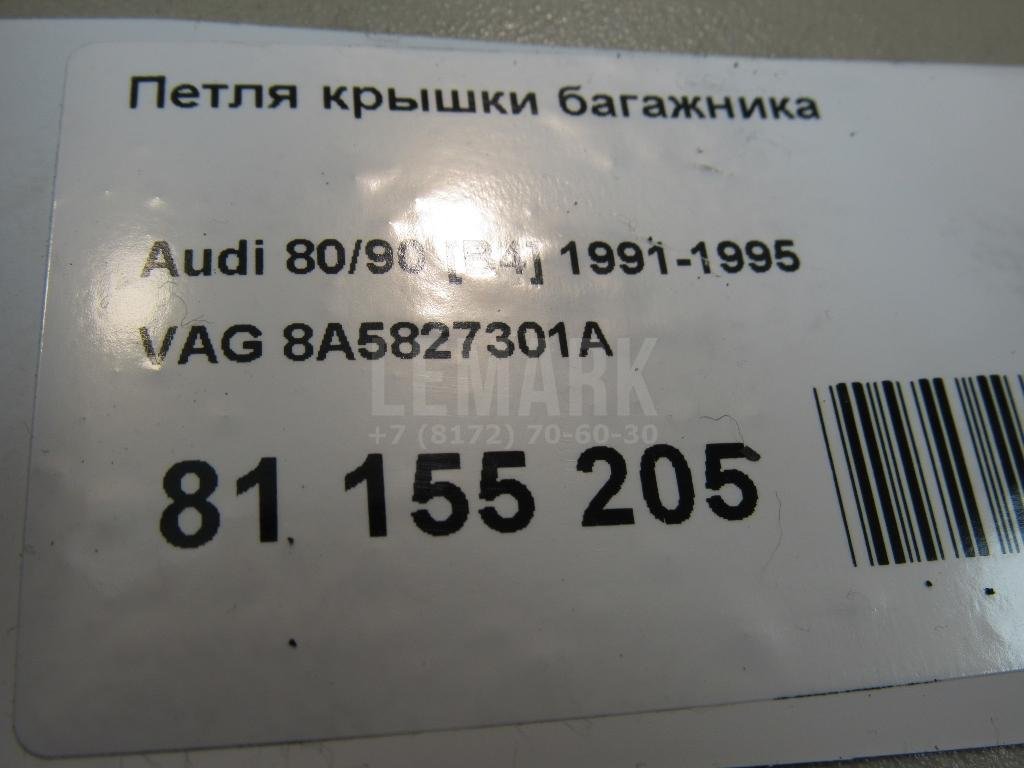 Петля крышки багажника
Audi 80/90 [B4] 1991-1995
VAG 8A5827301A
LEMARK
+7 (8172) 70-60-30
81 155 205